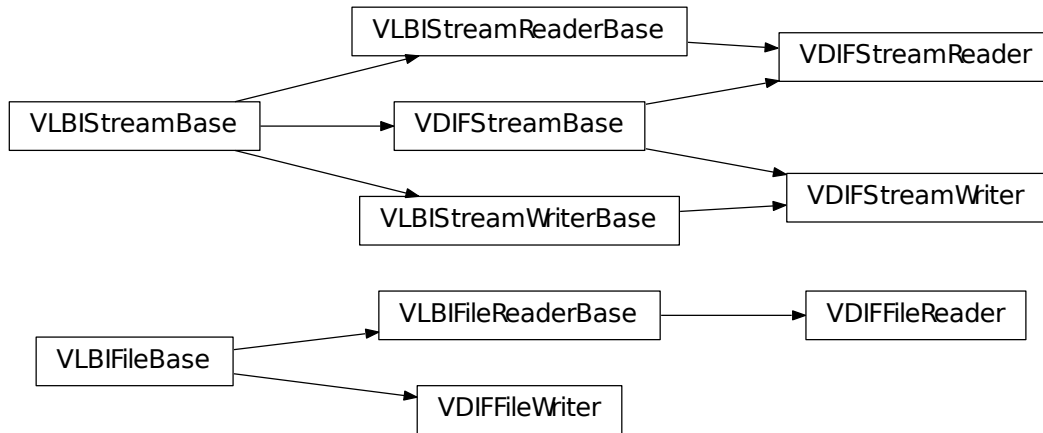 VLBIStreamReaderBase
VDIFStreamReader
VLBIStreamBase
VDIFStreamBase
VDIFStreamWriter
VLBIStreamWriterBase
VLBIFileReaderBase
VDIFFileReader
VLBIFileBase
VDIFFileWriter